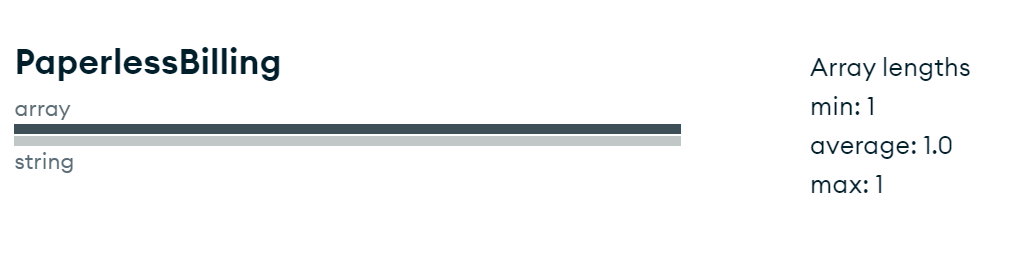 PaperlessBilling
array
string
Array lengths
min: 1
average: 1.0
max: 1